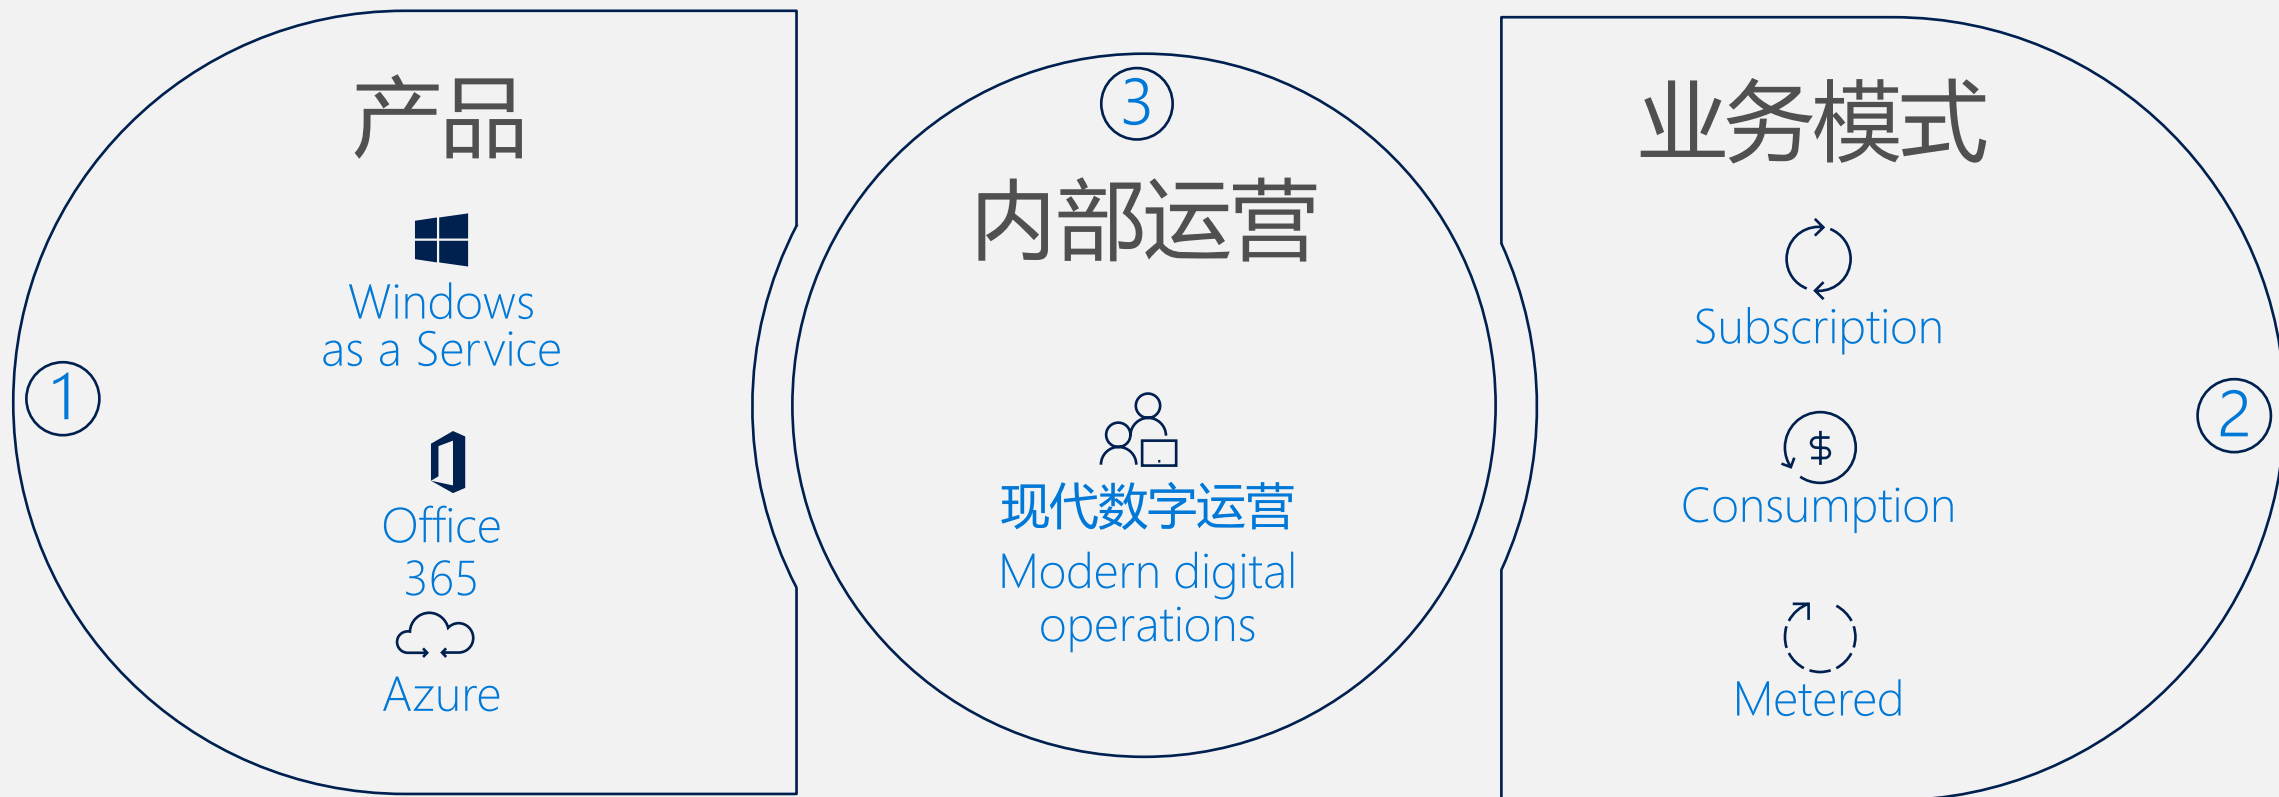 产品
Windows
as a Service
1
Office
365
Azure
3
内部运营
现代数字运营
Modern digital
operations
业务模式
Subscription
$
Consumption
2
Metered